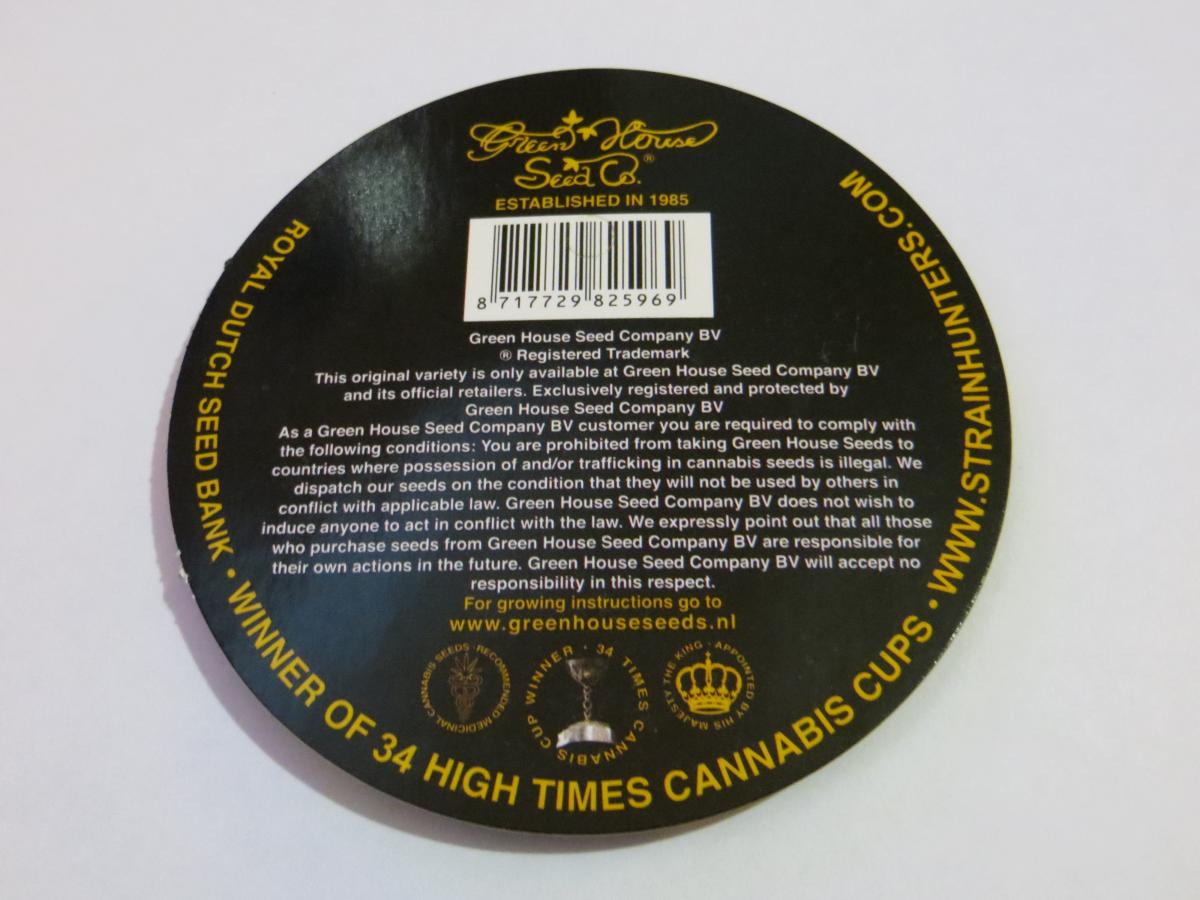 Green House
Seed Co.®
ESTABLISHED IN 1985
8 717729 825969
Green House Seed Company BV
® Registered Trademark
This original variety is only available at Green House Seed Company BV
and its official retailers. Exclusively registered and protected by
Green House Seed Company BV
As a Green House Seed Company BV customer you are required to comply with
the following conditions: You are prohibited from taking Green House Seeds to
countries where possession of and/or trafficking in cannabis seeds is illegal. We
dispatch our seeds on the condition that they will not be used by others in
conflict with applicable law. Green House Seed Company BV does not wish to
induce anyone to act in conflict with the law. We expressly point out that all those
who purchase seeds from Green House Seed Company BV are responsible for
their own actions in the future. Green House Seed Company BV will accept no
responsibility in this respect.
For growing instructions go to
www.greenhouseseeds.nl
RECOMMENDED MEDICINAL CANNABIS SEEDS ·
34 TIMES CANNABIS CUP WINNER ·
APPOINTED BY HIS MAJESTY THE KING ·
ROYAL DUTCH SEED BANK • WINNER OF 34 HIGH TIMES CANNABIS CUPS • WWW.STRAINHUNTERS.COM